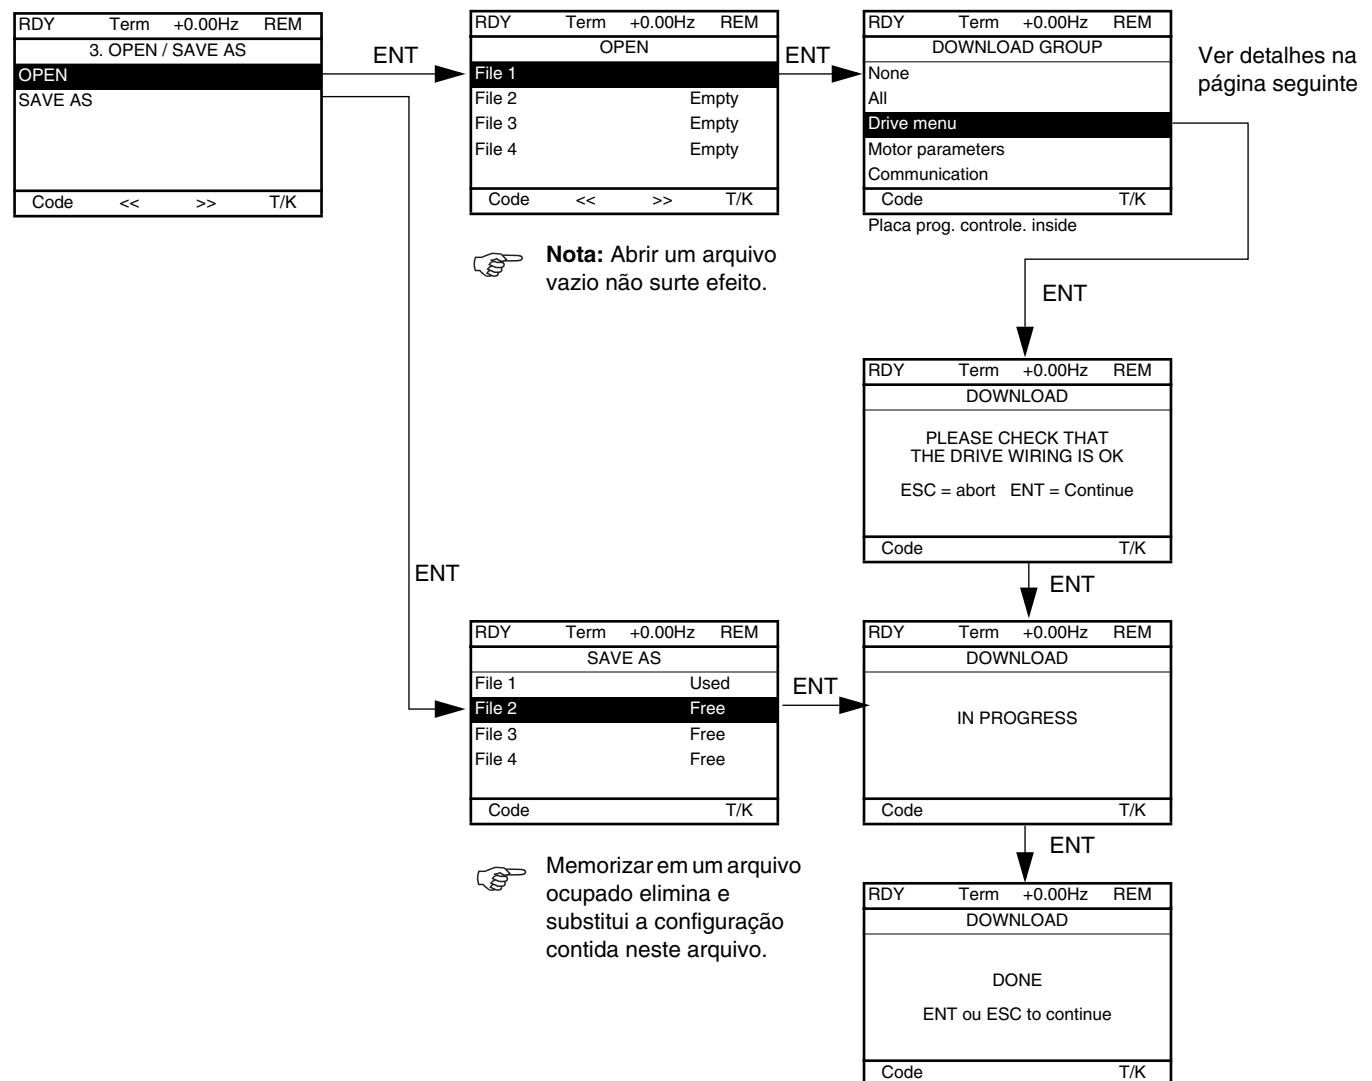 RDY Term +0.00Hz REM
3. OPEN / SAVE AS
OPEN
SAVE AS
Code << >> T/K
ENT
RDY Term +0.00Hz REM
OPEN
File 1
File 2 Empty
File 3 Empty
File 4 Empty
Code << >> T/K
Nota: Abrir um arquivo
vazio não surte efeito.
ENT
RDY Term +0.00Hz REM
DOWNLOAD GROUP
None
All
Drive menu
Motor parameters
Communication
Code T/K
Placa prog. controle. inside
Ver detalhes na
página seguinte
ENT
RDY Term +0.00Hz REM
DOWNLOAD
PLEASE CHECK THAT
THE DRIVE WIRING IS OK
ESC = abort ENT = Continue
Code T/K
ENT
ENT
RDY Term +0.00Hz REM
SAVE AS
File 1 Used
File 2 Free
File 3 Free
File 4 Free
Code T/K
Memorizar em um arquivo
ocupado elimina e
substitui a configuração
contida neste arquivo.
ENT
RDY Term +0.00Hz REM
DOWNLOAD
IN PROGRESS
Code T/K
ENT
RDY Term +0.00Hz REM
DOWNLOAD
DONE
ENT ou ESC to continue
Code T/K